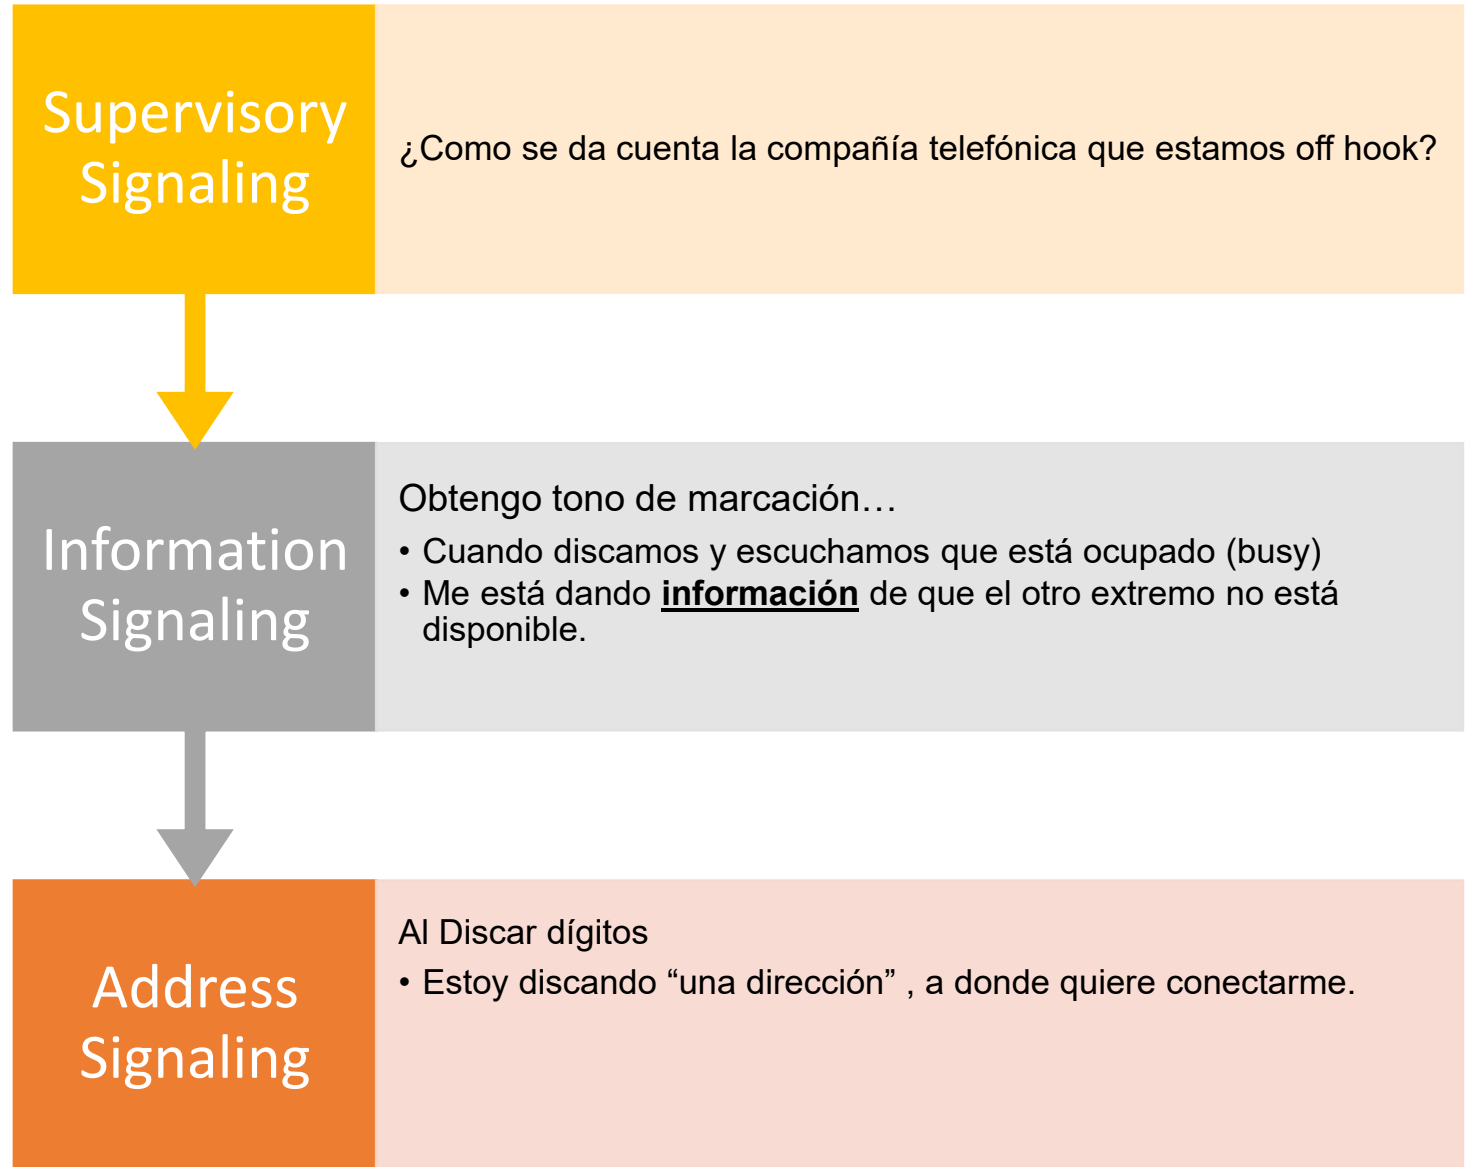 Supervisory
Signaling
¿Como se da cuenta la compañía telefónica que estamos off hook?
Information
Signaling
Obtengo tono de marcación…
• Cuando discamos y escuchamos que está ocupado (busy)
• Me está dando información de que el otro extremo no está
disponible.
Address
Signaling
Al Discar dígitos
• Estoy discando “una dirección” , a donde quiere conectarme.